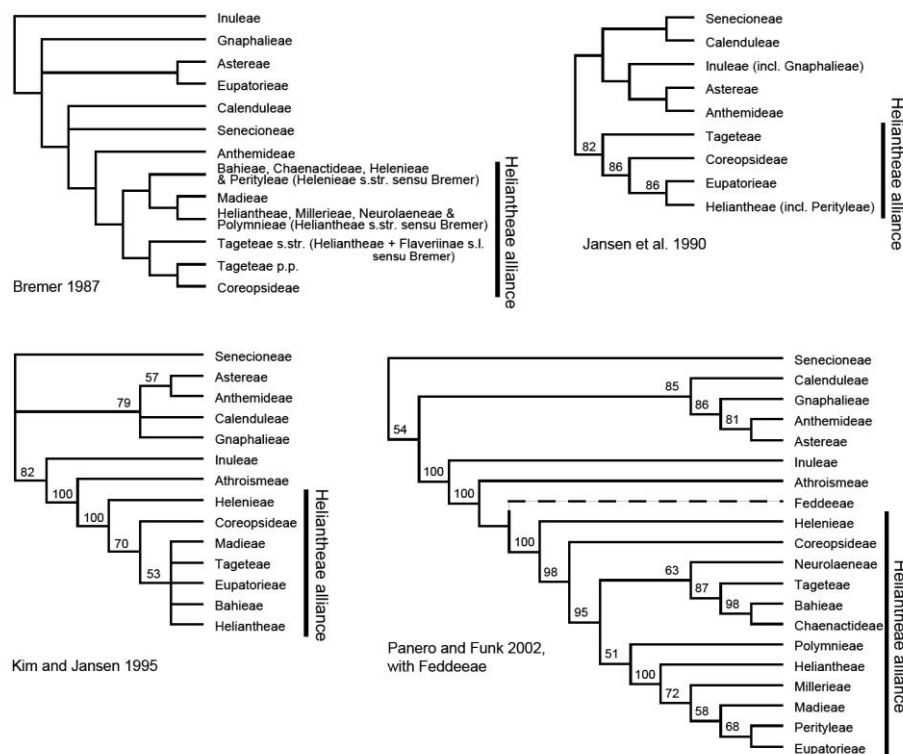 Inuleae
Gnaphalieae
Astereae
Eupatorieae
Calenduleae
Senecioneae
Anthemideae
Bahieae, Chaenactideae, Helenieae
& Perityleae (Helenieae s.str. sensu Bremer)
Madieae
Heliantheae, Millerieae, Neurolaeneae &
Polymnieae (Heliantheae s.str. sensu Bremer)
Tageteae s.str. (Heliantheae + Flaveriinae s.l.
sensu Bremer)
Tageteae p.p.
Coreopsideae
Heliantheae alliance
Bremer 1987
Senecioneae
Calenduleae
Inuleae (incl. Gnaphalieae)
Astereae
Anthemideae
82
Tageteae
86
Coreopsideae
86
Eupatorieae
Heliantheae (incl. Perityleae)
Heliantheae alliance
Jansen et al. 1990
Senecioneae
57
Astereae
79
Anthemideae
Calenduleae
Gnaphalieae
82
Inuleae
100
Athroismeae
100
Helenieae
70
Coreopsideae
53
Madieae
Tageteae
Eupatorieae
Bahieae
Heliantheae
Heliantheae alliance
Kim and Jansen 1995
Senecioneae
85
Calenduleae
86
Gnaphalieae
81
Anthemideae
54
Astereae
100
Inuleae
100
Athroismeae
Feddeeae
100
Helenieae
98
Coreopsideae
95
63
Neurolaeneae
87
Tageteae
98
Bahieae
Chaenactideae
51
Polymnieae
100
Heliantheae
72
Millerieae
58
Madieae
68
Perityleae
Eupatorieae
Heliantheae alliance
Panero and Funk 2002,
with Feddeeae